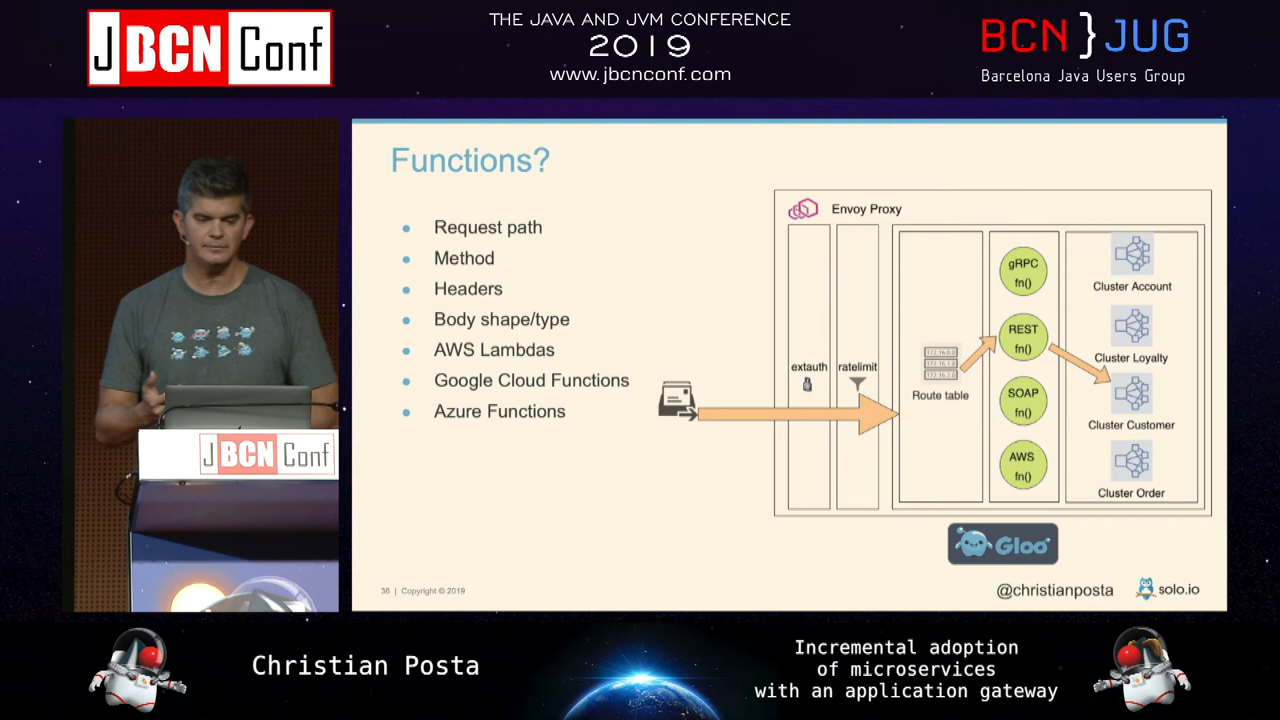 JBCNConf
THE JAVA AND JVM CONFERENCE
2019
www.jbcnconf.com
BCN}JUG
Barcelona Java Users Group
Functions?
Request path
Method
Headers
Body shape/type
AWS Lambdas
Google Cloud Functions
Azure Functions
Envoy Proxy
extauth
ratelimit
Route table
gRPC
fn()
REST
fn()
SOAP
fn()
AWS
fn()
Cluster Account
Cluster Loyalty
Cluster Customer
Cluster Order
Gloo
36 | Copyright © 2019
@christianposta
solo.io
JBCNConf
Christian Posta
Incremental adoption
of microservices
with an application gateway